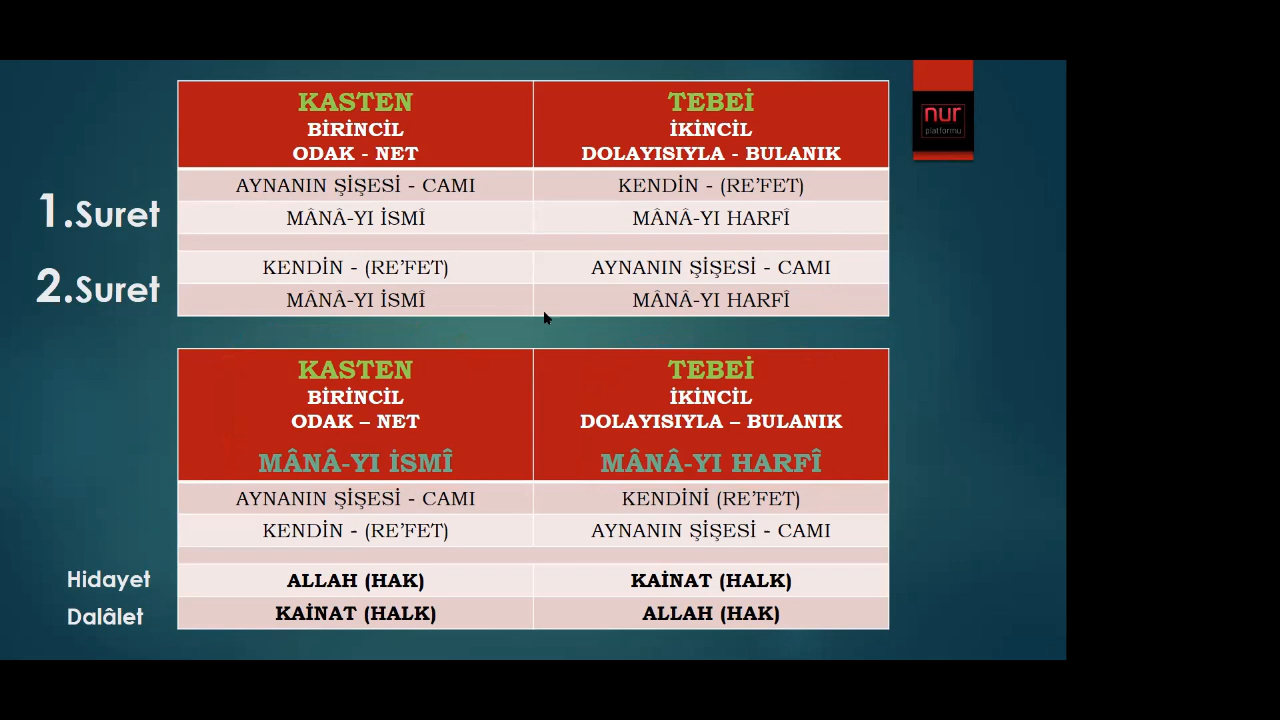 KASTEN
BİRİNCİL
ODAK - NET
TEBEİ
İKİNCİL
DOLAYISIYLA - BULANIK
nur
platformu
1.Suret
AYNANIN ŞİŞESİ - CAMI
KENDİN - (RE’FET)
MÂNÂ-YI İSMÎ
MÂNÂ-YI HARFÎ
2.Suret
KENDİN - (RE’FET)
AYNANIN ŞİŞESİ - CAMI
MÂNÂ-YI İSMÎ
MÂNÂ-YI HARFÎ
KASTEN
BİRİNCİL
ODAK – NET
MÂNÂ-YI İSMÎ
TEBEİ
İKİNCİL
DOLAYISIYLA – BULANIK
MÂNÂ-YI HARFÎ
AYNANIN ŞİŞESİ - CAMI
KENDİNİ (RE’FET)
KENDİN - (RE’FET)
AYNANIN ŞİŞESİ - CAMI
Hidayet
ALLAH (HAK)
KAİNAT (HALK)
Dalâlet
KAİNAT (HALK)
ALLAH (HAK)